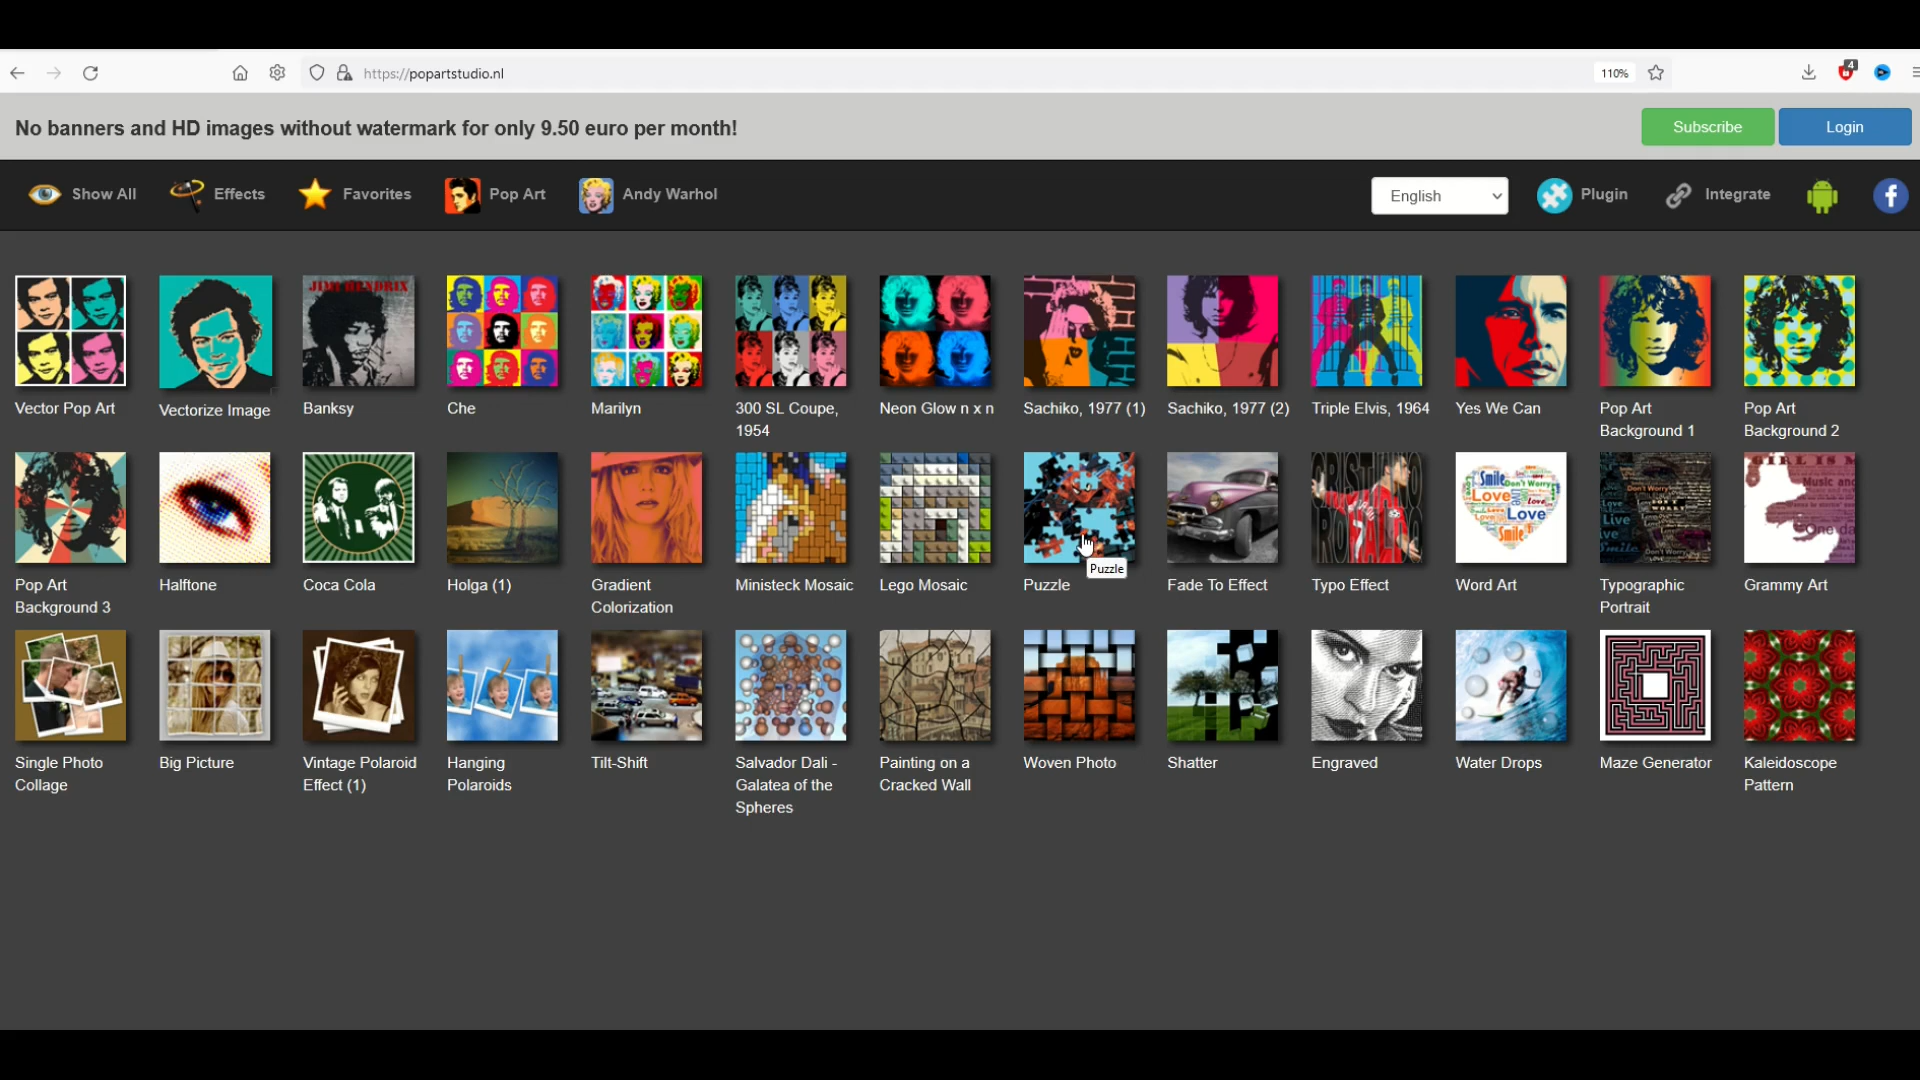 https://popartstudio.nl
110%
4
No banners and HD images without watermark for only 9.50 euro per month!
Subscribe
Login
Show All
Effects
Favorites
Pop Art
Andy Warhol
English
Plugin
Integrate
JIMI HENDRIX
Vector Pop Art
Vectorize Image
Banksy
Che
Marilyn
300 SL Coupe,
1954
Neon Glow n x n
Sachiko, 1977 (1)
Sachiko, 1977 (2)
Triple Elvis, 1964
Yes We Can
Pop Art
Background 1
Pop Art
Background 2
Pop Art
Background 3
Halftone
Coca Cola
Holga (1)
Gradient
Colorization
Ministeck Mosaic
Lego Mosaic
Puzzle
Puzzle
Fade To Effect
Typo Effect
Word Art
Typographic
Portrait
Grammy Art
Single Photo
Collage
Big Picture
Vintage Polaroid
Effect (1)
Hanging
Polaroids
Tilt-Shift
Salvador Dali -
Galatea of the
Spheres
Painting on a
Cracked Wall
Woven Photo
Shatter
Engraved
Water Drops
Maze Generator
Kaleidoscope
Pattern